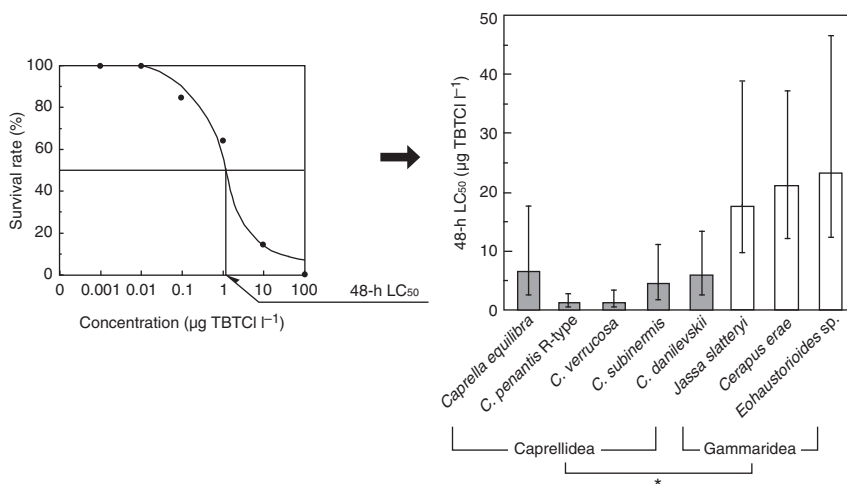 100
80
60
40
20
0
Survival rate (%)
0 0.001 0.01 0.1 1 10 100
48-h LC50
Concentration (µg TBTCl l–1)
50
40
30
20
10
5
0
48-h LC50 (µg TBTCl l–1)
Caprella equilibra
C. penantis R-type
C. verrucosa
C. subinermis
C. danilevskii
Jassa slatteryi
Cerapus erae
Eohaustorioides sp.
Caprellidea Gammaridea
*